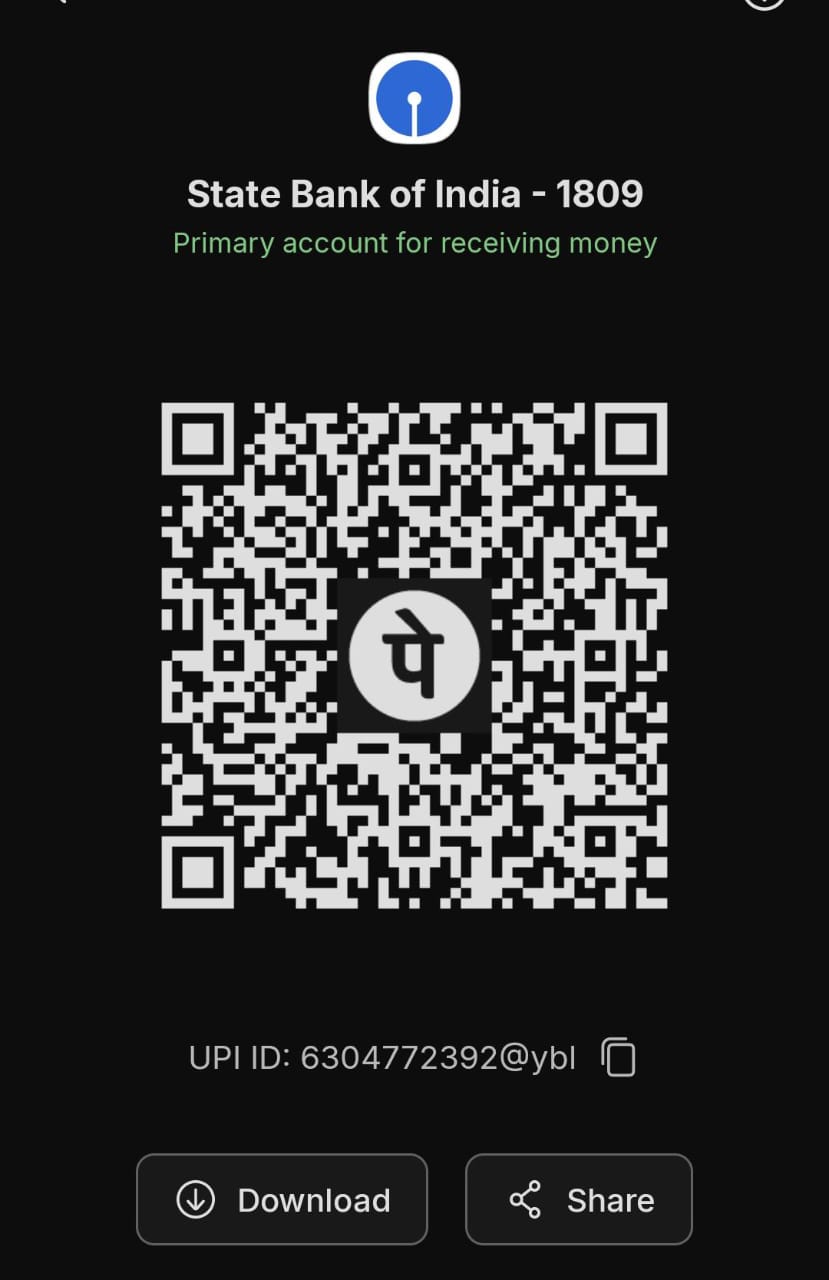 State Bank of India - 1809
Primary account for receiving money
पे
UPI ID: 6304772392@ybl
Download
Share